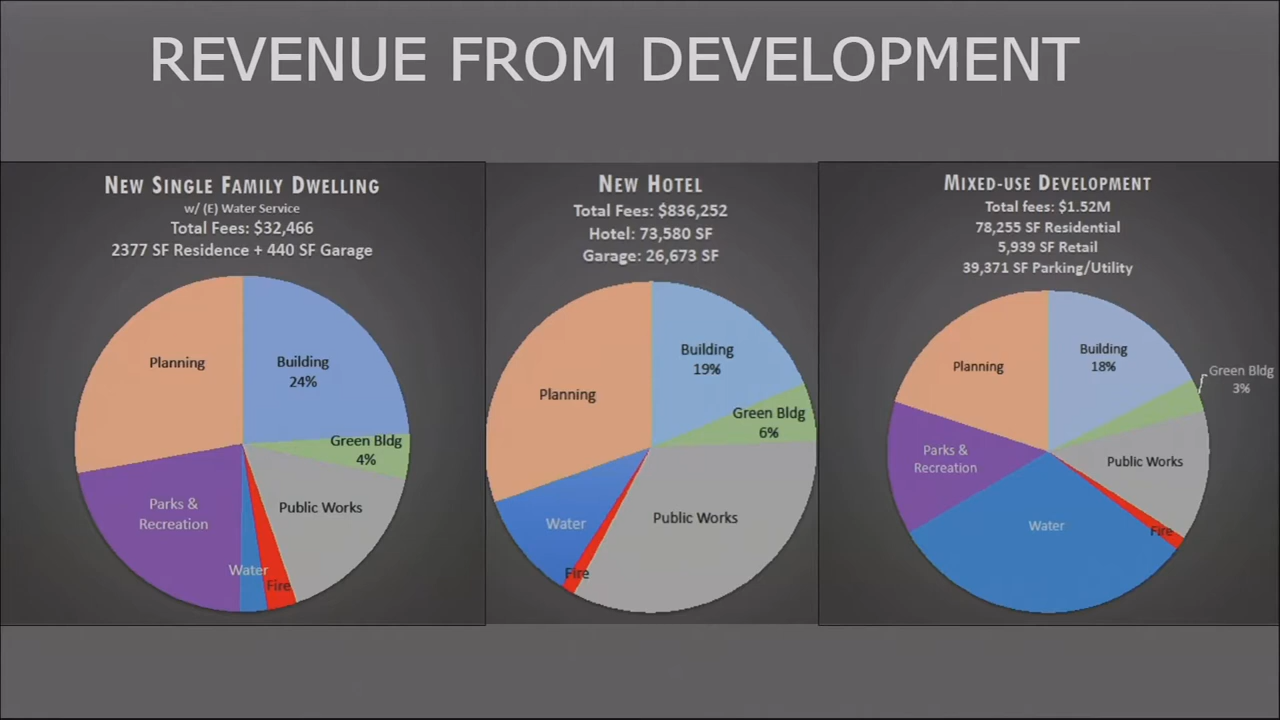 REVENUE FROM DEVELOPMENT
NEW SINGLE FAMILY DWELLING
w/ (E) Water Service
Total Fees: $32,466
2377 SF Residence + 440 SF Garage
Planning
Building
24%
Green Bldg
4%
Public Works
Parks &
Recreation
Water
Fire
NEW HOTEL
Total Fees: $836,252
Hotel: 73,580 SF
Garage: 26,673 SF
Building
19%
Planning
Green Bldg
6%
Public Works
Water
Fire
MIXED-USE DEVELOPMENT
Total fees: $1.52M
78,255 SF Residential
5,939 SF Retail
39,371 SF Parking/Utility
Building
18%
Planning
Green Bldg
3%
Parks &
Recreation
Public Works
Water
Fire